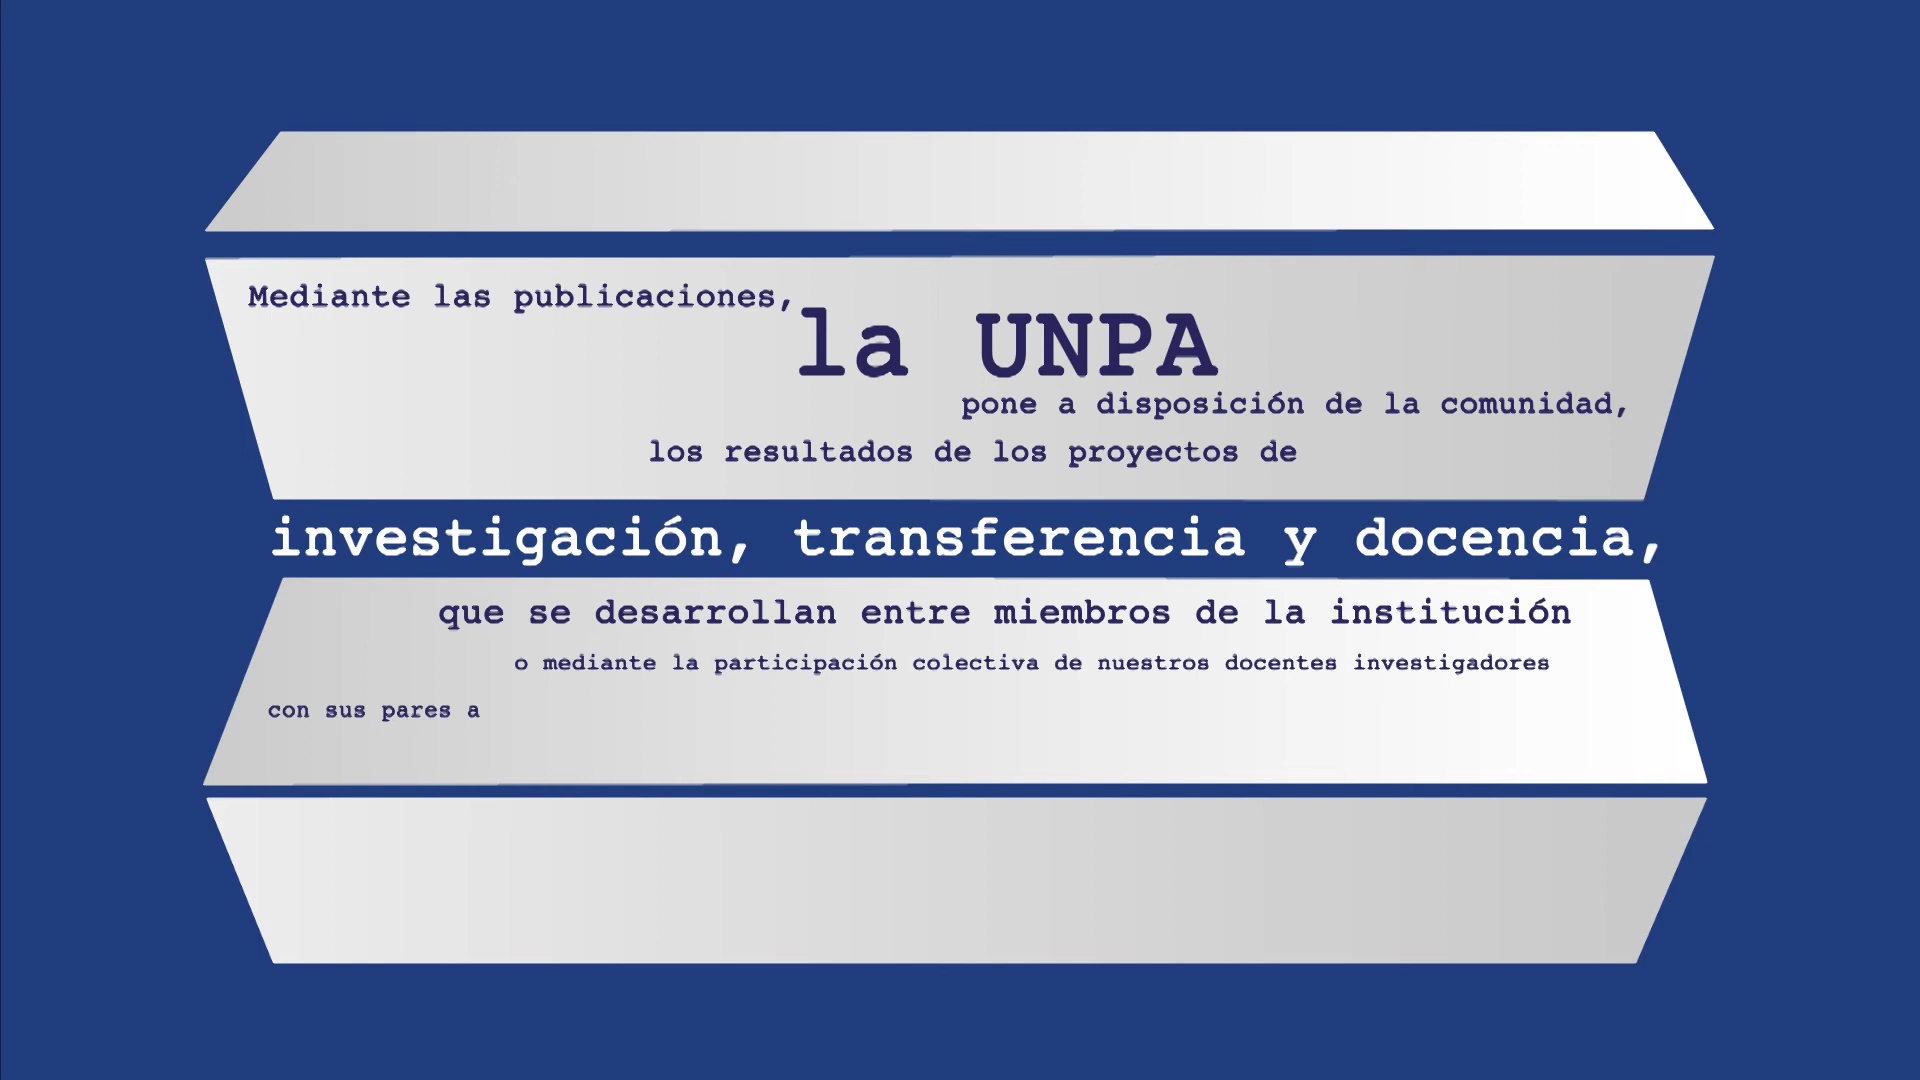 Mediante las publicaciones,
la UNPA
pone a disposición de la comunidad,
los resultados de los proyectos de
investigación, transferencia y docencia,
que se desarrollan entre miembros de la institución
o mediante la participación colectiva de nuestros docentes investigadores
con sus pares a